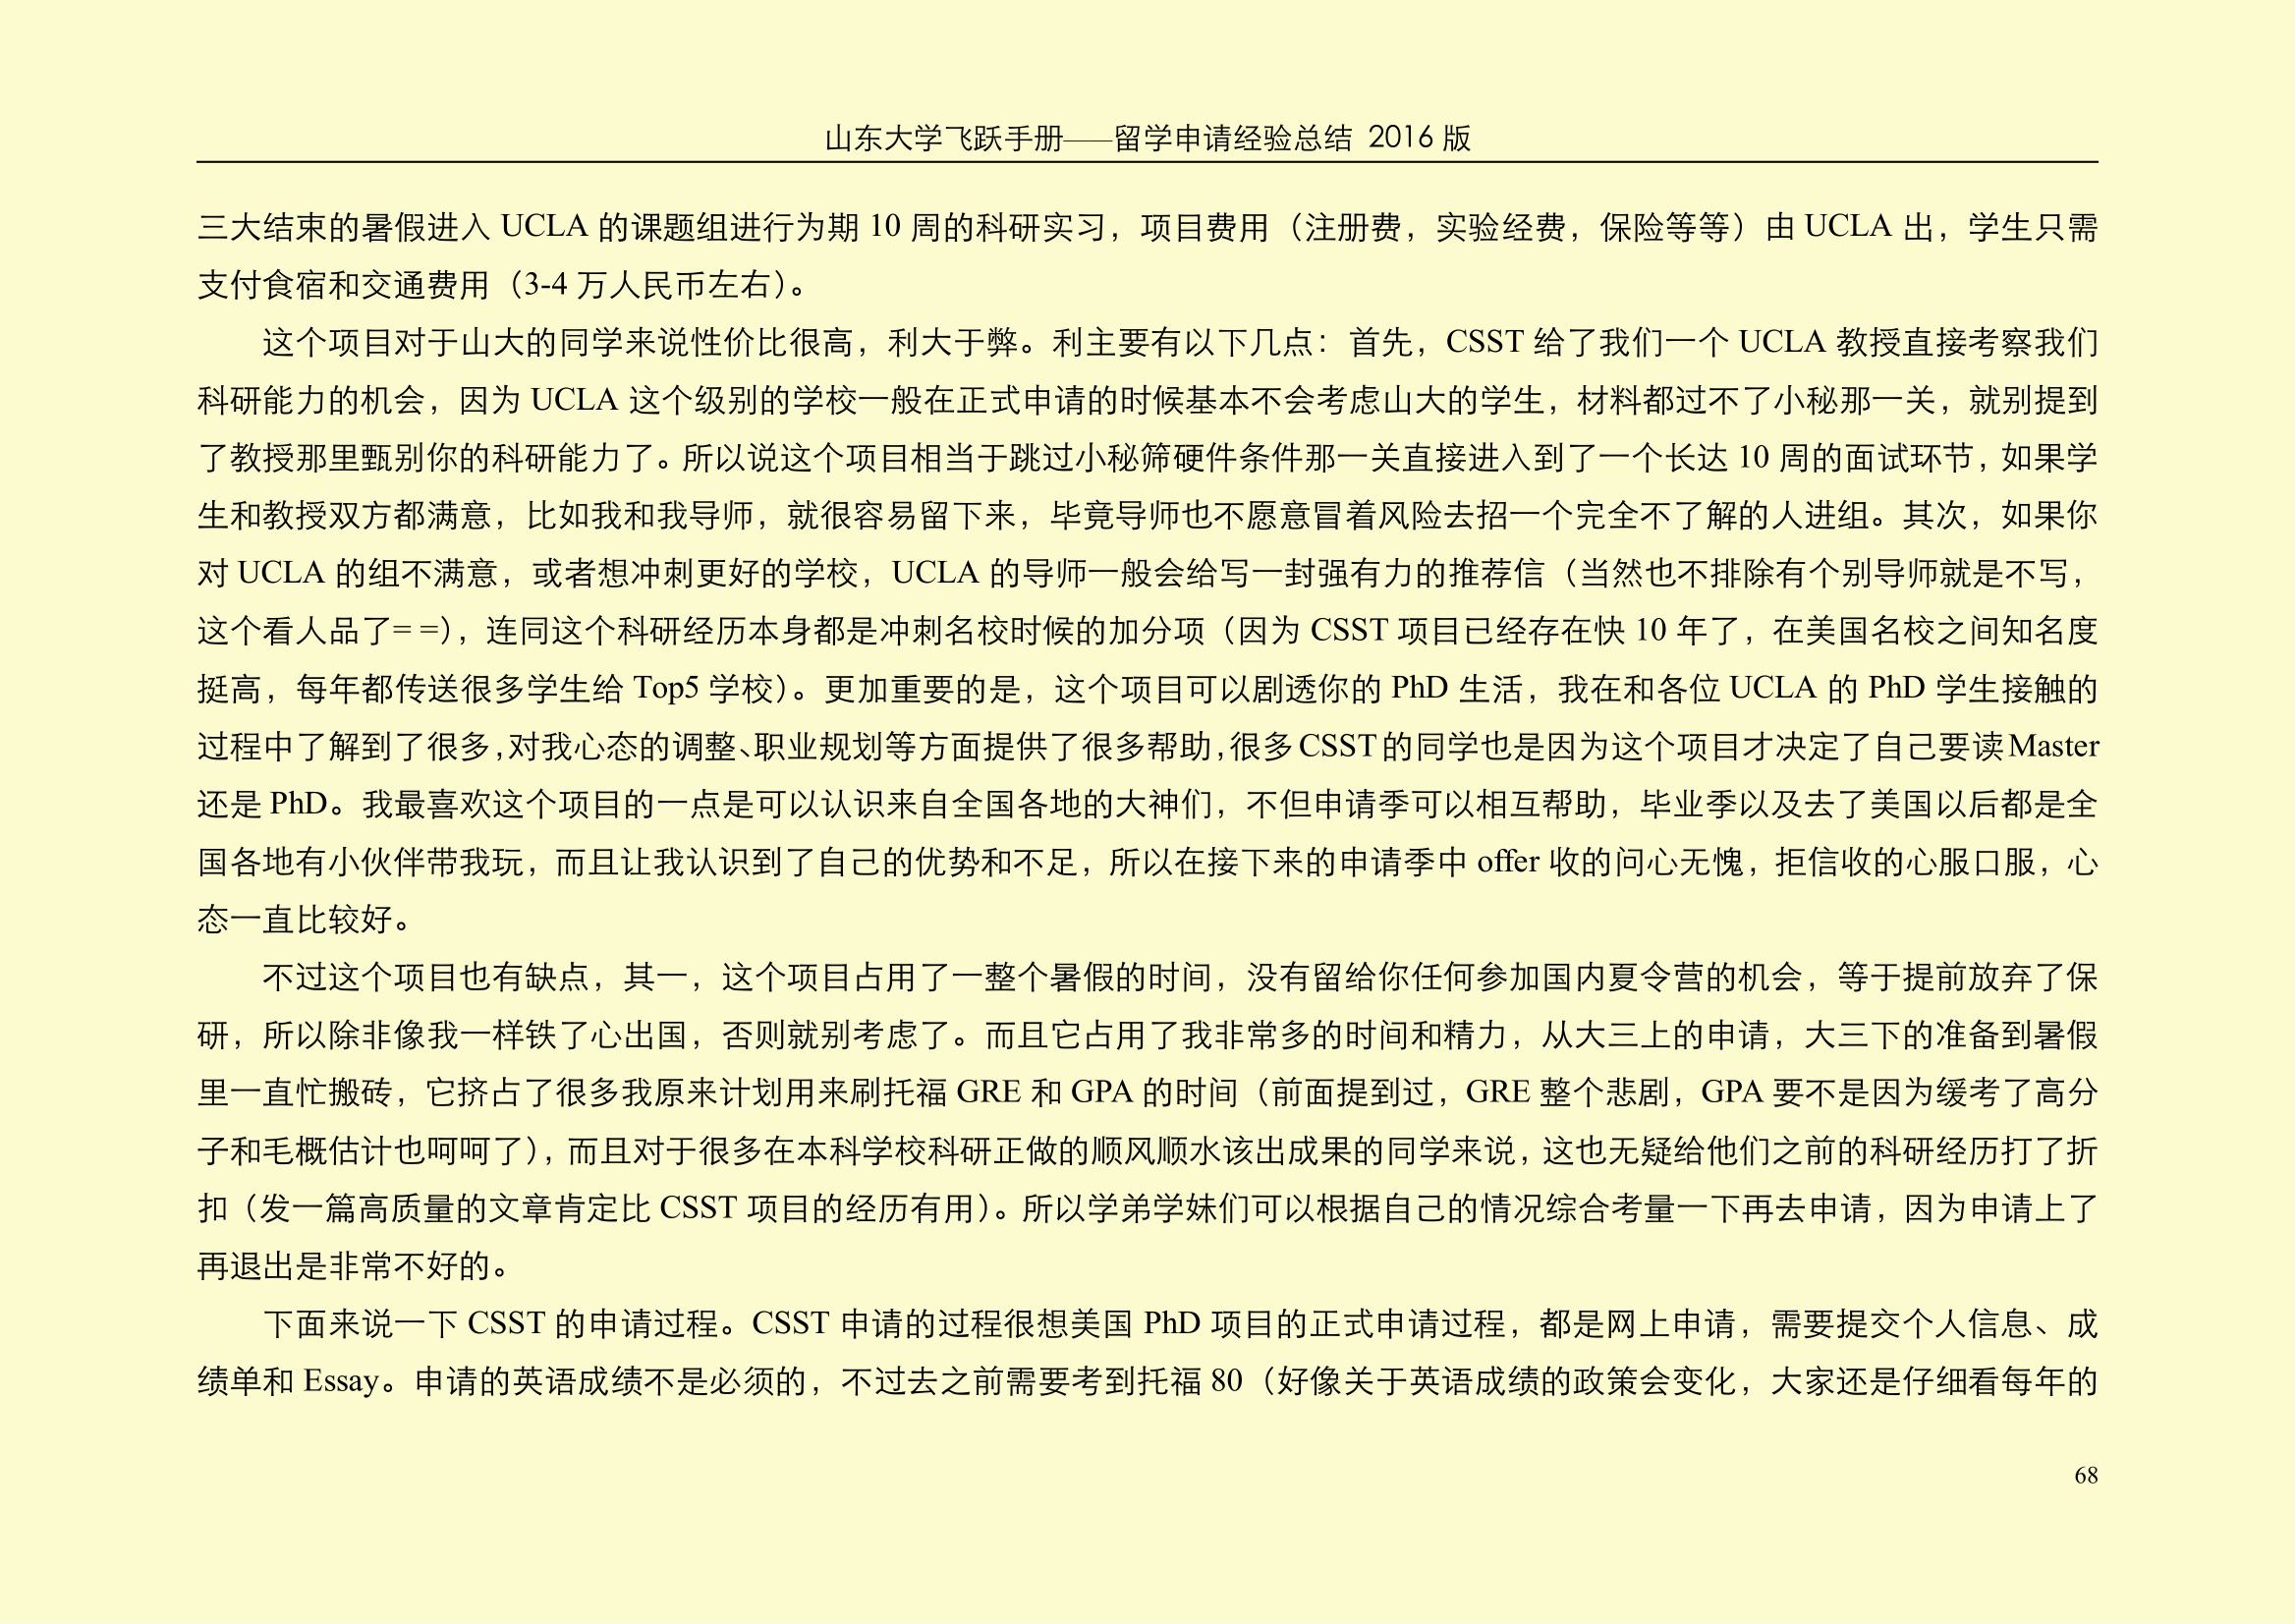 山东大学飞跃手册——留学申请经验总结 2016 版
三大结束的暑假进入 UCLA 的课题组进行为期 10 周的科研实习，项目费用（注册费，实验经费，保险等等）由 UCLA 出，学生只需
支付食宿和交通费用（3-4 万人民币左右）。
这个项目对于山大的同学来说性价比很高，利大于弊。利主要有以下几点：首先，CSST 给了我们一个 UCLA 教授直接考察我们
科研能力的机会，因为 UCLA 这个级别的学校一般在正式申请的时候基本不会考虑山大的学生，材料都过不了小秘那一关，就别提到
了教授那里甄别你的科研能力了。所以说这个项目相当于跳过小秘筛硬件条件那一关直接进入到了一个长达 10 周的面试环节，如果学
生和教授双方都满意，比如我和我导师，就很容易留下来，毕竟导师也不愿意冒着风险去招一个完全不了解的人进组。其次，如果你
对 UCLA 的组不满意，或者想冲刺更好的学校，UCLA 的导师一般会给写一封强有力的推荐信（当然也不排除有个别导师就是不写，
这个看人品了= =），连同这个科研经历本身都是冲刺名校时候的加分项（因为 CSST 项目已经存在快 10 年了，在美国名校之间知名度
挺高，每年都传送很多学生给 Top5 学校）。更加重要的是，这个项目可以剧透你的 PhD 生活，我在和各位 UCLA 的 PhD 学生接触的
过程中了解到了很多，对我心态的调整、职业规划等方面提供了很多帮助，很多 CSST 的同学也是因为这个项目才决定了自己要读 Master
还是 PhD。我最喜欢这个项目的一点是可以认识来自全国各地的大神们，不但申请季可以相互帮助，毕业季以及去了美国以后都是全
国各地有小伙伴带我玩，而且让我认识到了自己的优势和不足，所以在接下来的申请季中 offer 收的问心无愧，拒信收的心服口服，心
态一直比较好。
不过这个项目也有缺点，其一，这个项目占用了一整个暑假的时间，没有留给你任何参加国内夏令营的机会，等于提前放弃了保
研，所以除非像我一样铁了心出国，否则就别考虑了。而且它占用了我非常多的时间和精力，从大三上的申请，大三下的准备到暑假
里一直忙搬砖，它挤占了很多我原来计划用来刷托福 GRE 和 GPA 的时间（前面提到过，GRE 整个悲剧，GPA 要不是因为缓考了高分
子和毛概估计也呵呵了），而且对于很多在本科学校科研正做的顺风顺水该出成果的同学来说，这也无疑给他们之前的科研经历打了折
扣（发一篇高质量的文章肯定比 CSST 项目的经历有用）。所以学弟学妹们可以根据自己的情况综合考量一下再去申请，因为申请上了
再退出是非常不好的。
下面来说一下 CSST 的申请过程。CSST 申请的过程很想美国 PhD 项目的正式申请过程，都是网上申请，需要提交个人信息、成
绩单和 Essay。申请的英语成绩不是必须的，不过去之前需要考到托福 80（好像关于英语成绩的政策会变化，大家还是仔细看每年的
68